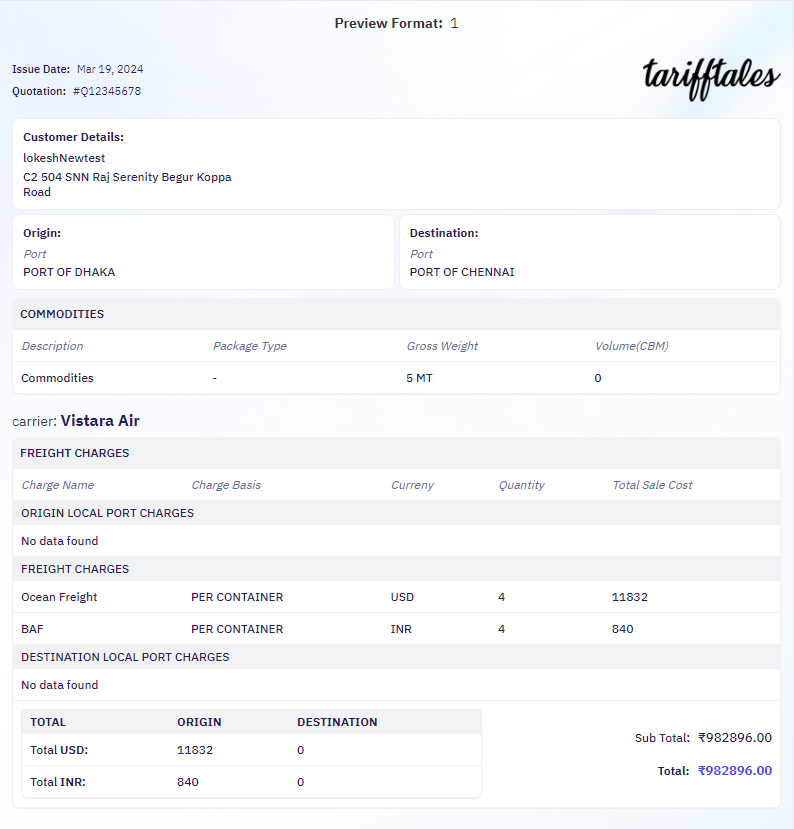 Preview Format: 1
Issue Date: Mar 19, 2024
tarifftales
Quotation: #Q12345678
Customer Details:
lokeshNewtest
C2 504 SNN Raj Serenity Begur Koppa
Road
Origin:
Port
PORT OF DHAKA
Destination:
Port
PORT OF CHENNAI
COMMODITIES
Description Package Type Gross Weight Volume(CBM)
Commodities - 5 MT 0
carrier: Vistara Air
FREIGHT CHARGES
Charge Name Charge Basis Curreny Quantity Total Sale Cost
ORIGIN LOCAL PORT CHARGES
No data found
FREIGHT CHARGES
Ocean Freight PER CONTAINER USD 4 11832
BAF PER CONTAINER INR 4 840
DESTINATION LOCAL PORT CHARGES
No data found
TOTAL ORIGIN DESTINATION
Total USD: 11832 0
Total INR: 840 0
Sub Total: ₹982896.00
Total: ₹982896.00